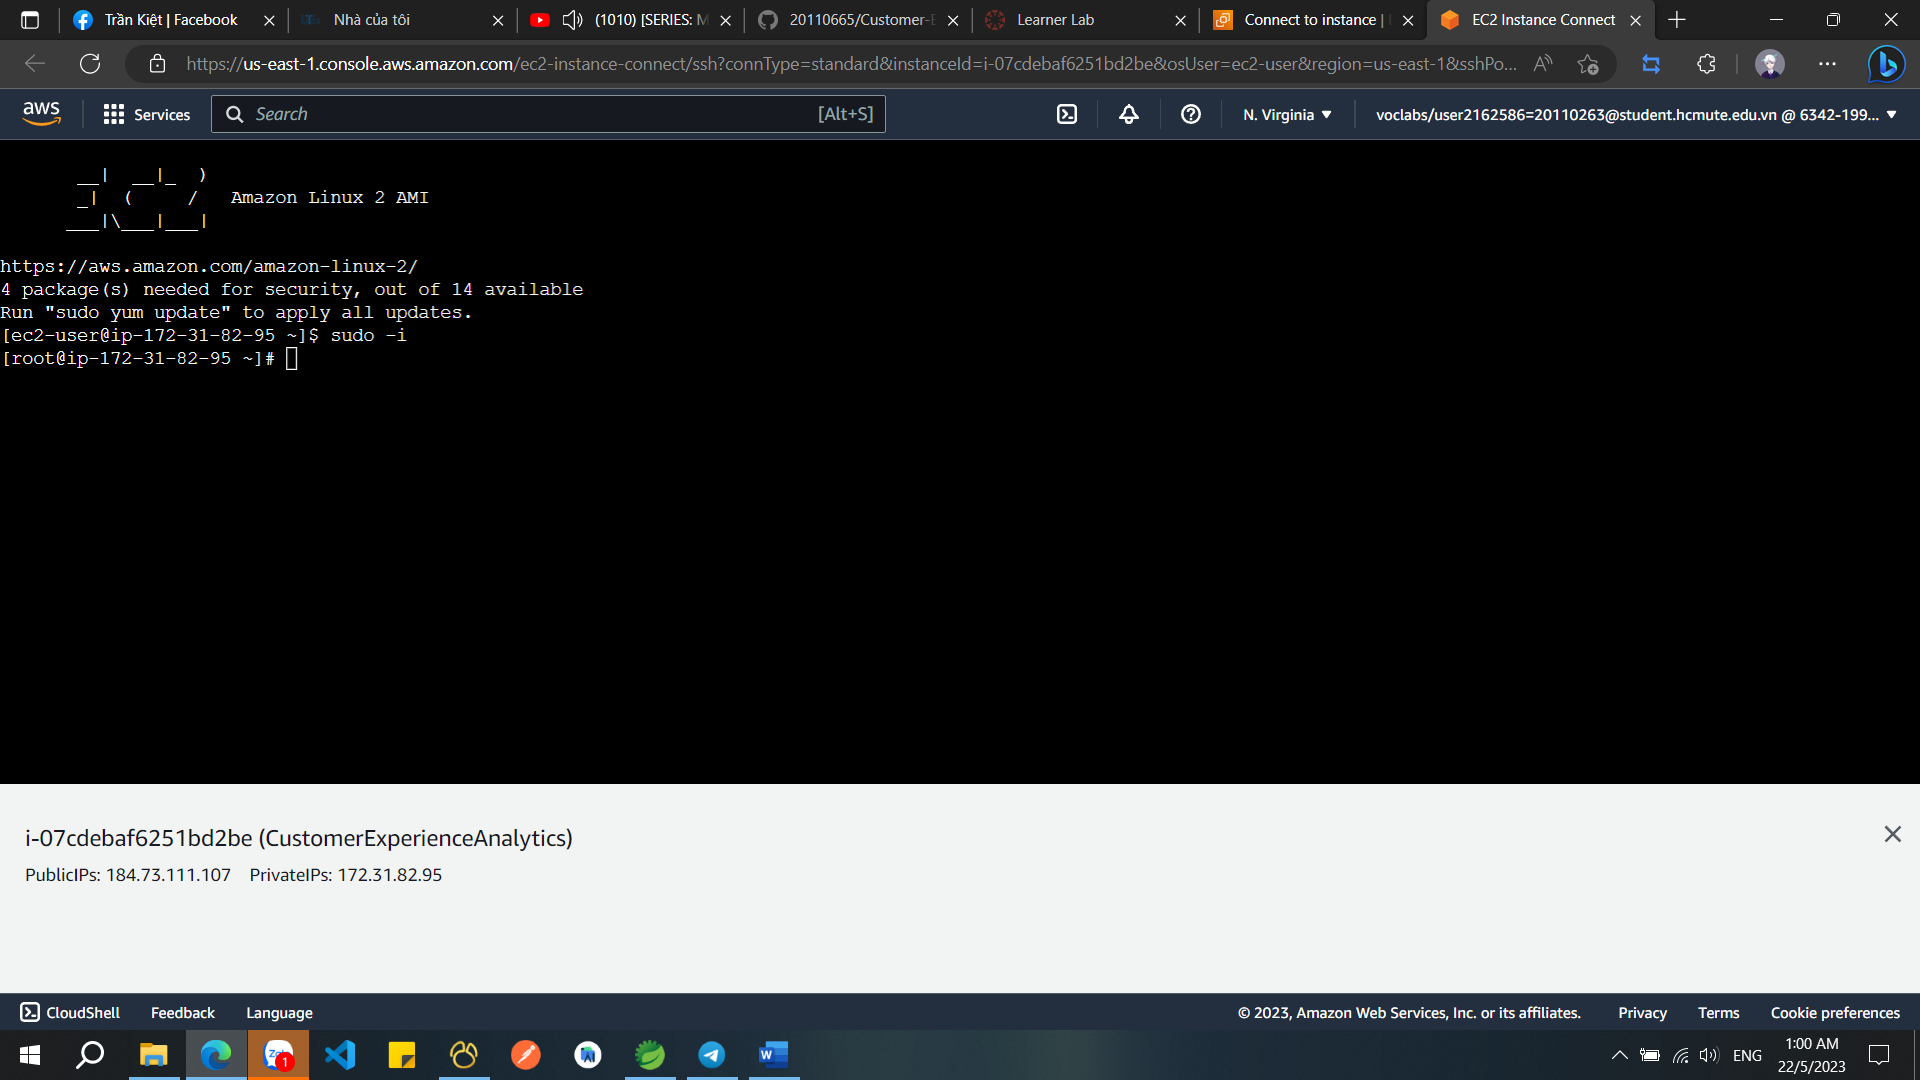 Trần Kiệt | Facebook
Nhà của tôi
(1010) [SERIES: M
20110665/Customer-E
Learner Lab
Connect to instance |
EC2 Instance Connect
https://us-east-1.console.aws.amazon.com/ec2-instance-connect/ssh?connType=standard&instanceId=i-07cdebaf6251bd2be&osUser=ec2-user&region=us-east-1&sshPo...
aws
Services
Search
[Alt+S]
N. Virginia
voclabs/user2162586=20110263@student.hcmute.edu.vn @ 6342-199...
       __|  __|_  )
       _|  (     /   Amazon Linux 2 AMI
      ___|\___|___|
https://aws.amazon.com/amazon-linux-2/
4 package(s) needed for security, out of 14 available
Run "sudo yum update" to apply all updates.
[ec2-user@ip-172-31-82-95 ~]$ sudo -i
[root@ip-172-31-82-95 ~]#
i-07cdebaf6251bd2be (CustomerExperienceAnalytics)
PublicIPs: 184.73.111.107 PrivateIPs: 172.31.82.95
CloudShell
Feedback
Language
© 2023, Amazon Web Services, Inc. or its affiliates.
Privacy
Terms
Cookie preferences
1
ENG
1:00 AM
22/5/2023